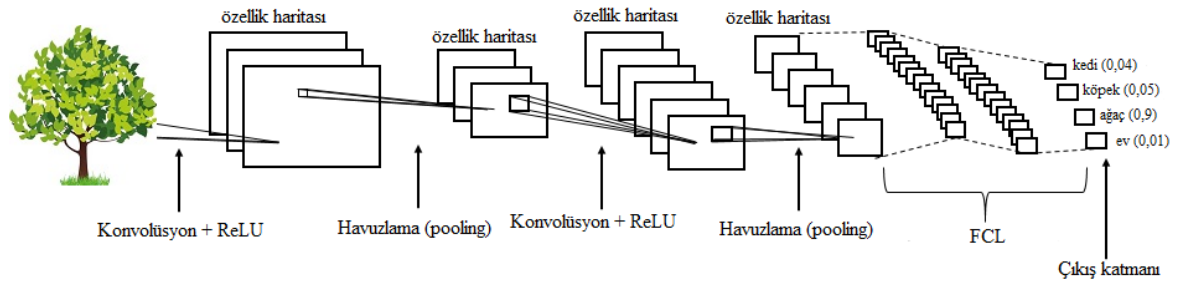 özellik haritası
özellik haritası
özellik haritası
özellik haritası
kedi (0,04)
köpek (0,05)
ağaç (0,9)
ev (0,01)
Konvolüsyon + ReLU
Havuzlama (pooling)
Konvolüsyon + ReLU
Havuzlama (pooling)
FCL
Çıkış katmanı